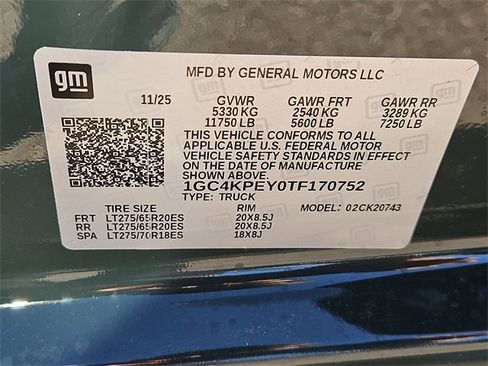 gm
MFD BY GENERAL MOTORS LLC
11/25 GVWR GAWR FRT GAWR RR
5330 KG 2540 KG 3289 KG
11750 LB 5600 LB 7250 LB
THIS VEHICLE CONFORMS TO ALL
APPLICABLE U.S. FEDERAL MOTOR
VEHICLE SAFETY STANDARDS IN EFFECT
ON THE DATE OF MANUFACTURE
SHOWN ABOVE.
1GC4KPEY0TF170752
TYPE: TRUCK
TIRE SIZE RIM MODEL: 02CK20743
FRT LT275/65R20ES 20X8.5J
RR LT275/65R20ES 20X8.5J
SPA LT275/70R18ES 18X8J